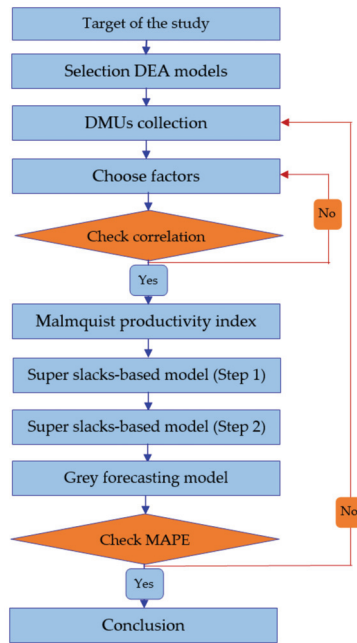 Target of the study
Selection DEA models
DMUs collection
Choose factors
No
Check correlation
Yes
Malmquist productivity index
Super slacks-based model (Step 1)
Super slacks-based model (Step 2)
Grey forecasting model
No
Check MAPE
Yes
Conclusion